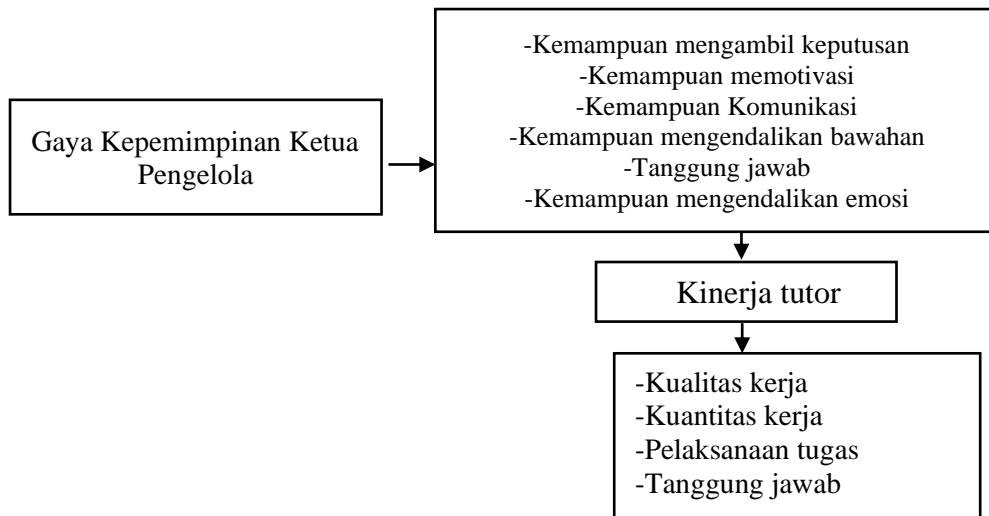 Gaya Kepemimpinan Ketua
Pengelola
-Kemampuan mengambil keputusan
-Kemampuan memotivasi
-Kemampuan Komunikasi
-Kemampuan mengendalikan bawahan
-Tanggung jawab
-Kemampuan mengendalikan emosi
Kinerja tutor
-Kualitas kerja
-Kuantitas kerja
-Pelaksanaan tugas
-Tanggung jawab